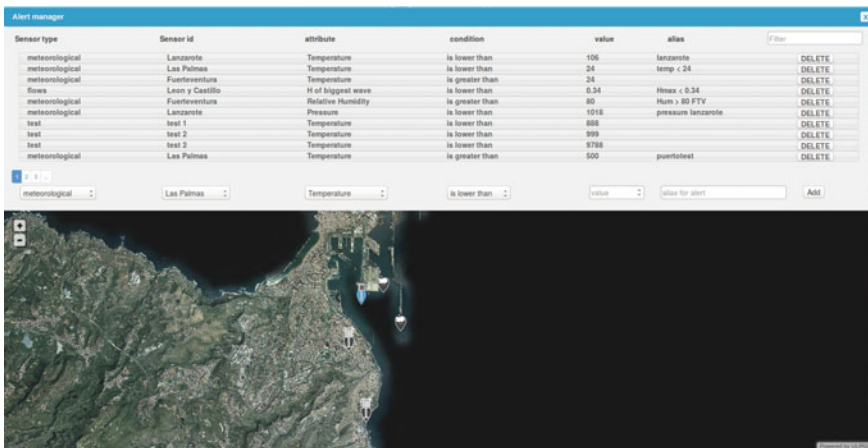 Alert manager X
Sensor type Sensor id attribute condition value alias Filter
meteorological Lanzarote Temperature is lower than 106 lanzarote DELETE
meteorological Las Palmas Temperature is lower than 24 temp < 24 DELETE
meteorological Fuerteventura Temperature is greater than 24 DELETE
flows Leon y Castillo H of biggest wave is lower than 0.34 Hmax < 0.34 DELETE
meteorological Fuerteventura Relative Humidity is greater than 80 Hum > 80 FTV DELETE
meteorological Lanzarote Pressure is lower than 1018 pressure lanzarote DELETE
test test 1 Temperature is lower than 888 DELETE
test test 2 Temperature is lower than 999 DELETE
test test 2 Temperature is lower than 9788 DELETE
meteorological Las Palmas Temperature is greater than 500 puertotest DELETE
1 2 3
meteorological Las Palmas Temperature is lower than value alias for alert Add
+
-
Powered by